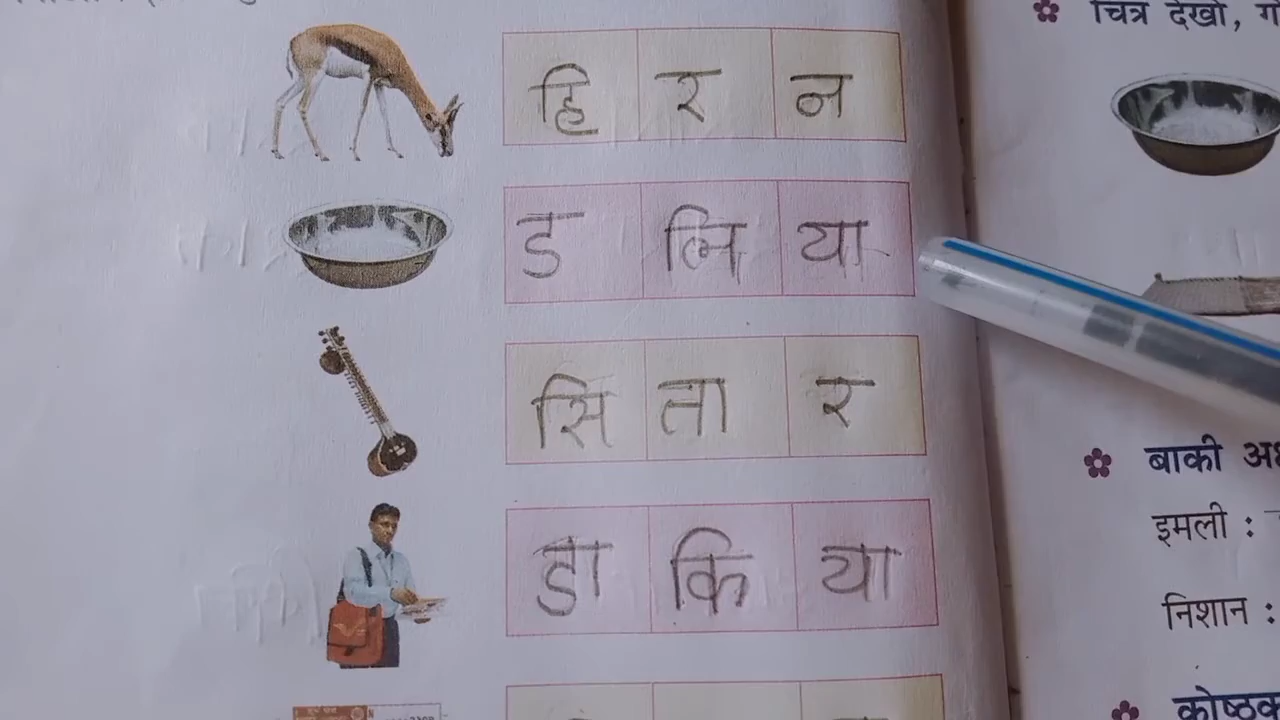 हि र न
ड लि या
सि ता र
डा कि या
चित्र देखो,
बाकी
इमली :
निशान :